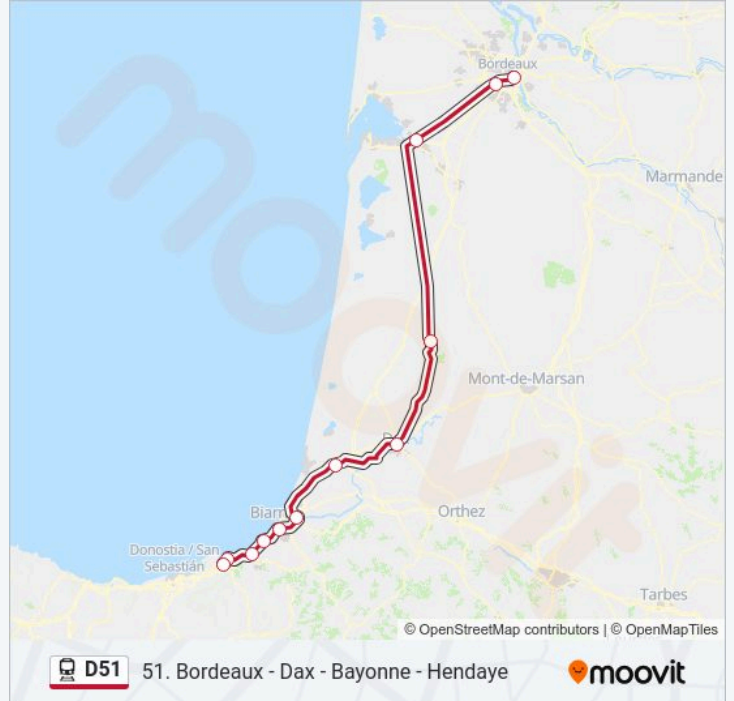 Bordeaux
Marmande
Mont-de-Marsan
Biarr
Orthez
Donostia / San
Sebastián
Tarbes
© OpenStreetMap contributors | © OpenMapTiles
D51 51. Bordeaux - Dax - Bayonne - Hendaye moovit
moovit